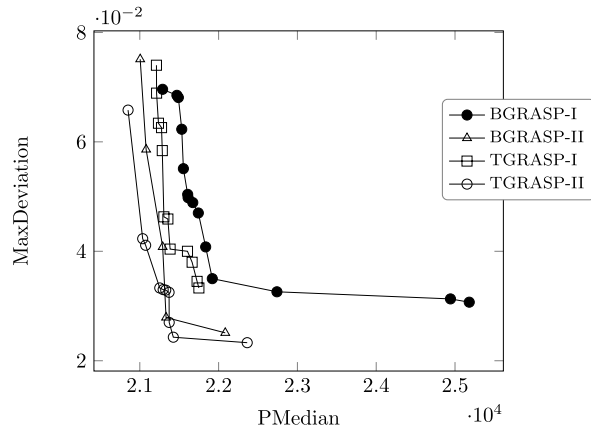 ·10⁻²
8
6
4
2
MaxDeviation
BGRASP-I
BGRASP-II
TGRASP-I
TGRASP-II
2.1 2.2 2.3 2.4 2.5
PMedian
·10⁴